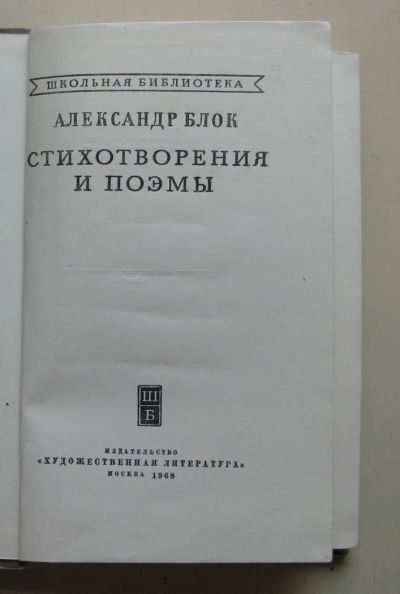 ШКОЛЬНАЯ БИБЛИОТЕКА
АЛЕКСАНДР БЛОК
СТИХОТВОРЕНИЯ
И ПОЭМЫ
Ш
Б
ИЗДАТЕЛЬСТВО
«ХУДОЖЕСТВЕННАЯ ЛИТЕРАТУРА»
МОСКВА 1968